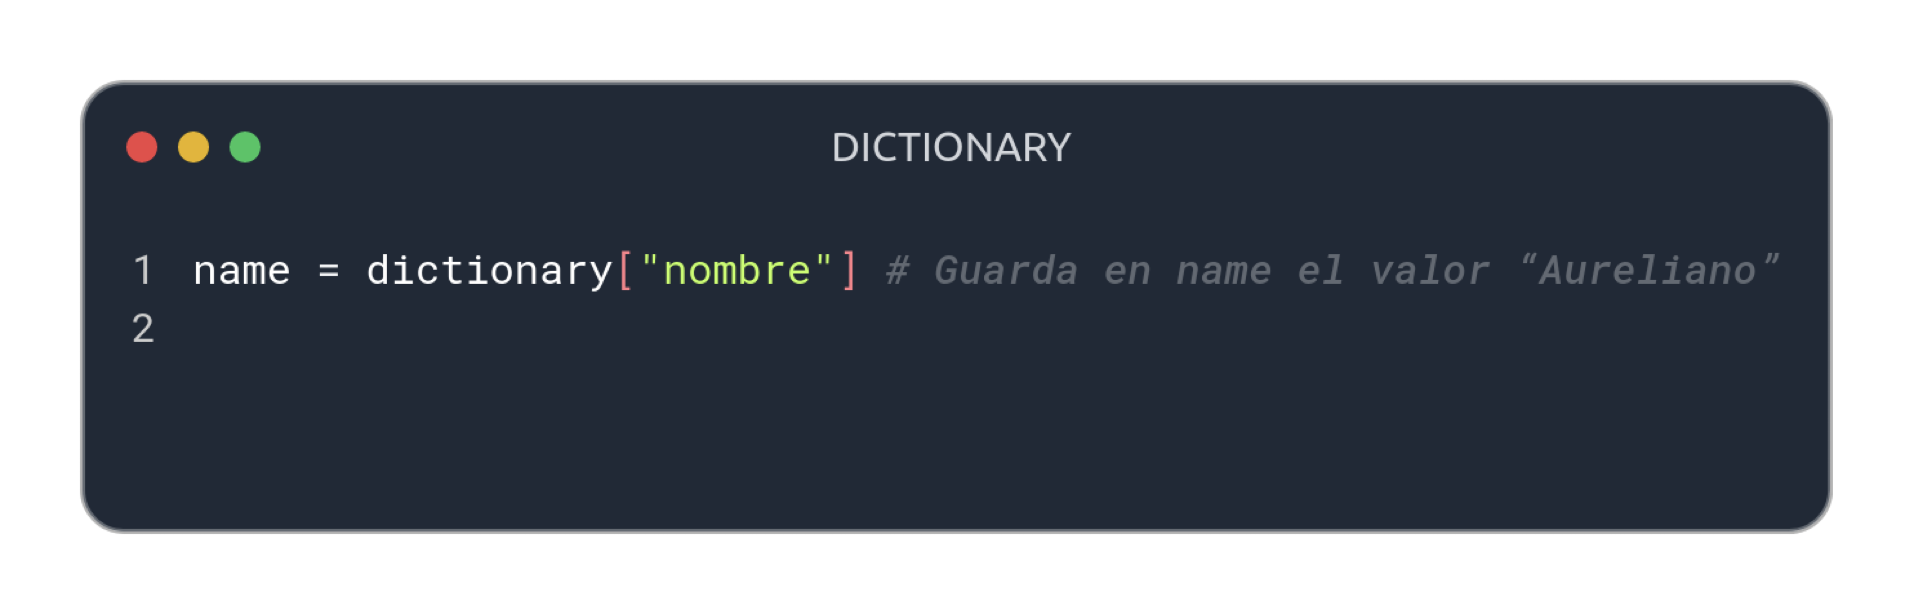 DICTIONARY
1 name = dictionary["nombre"] # Guarda en name el valor “Aureliano”
2